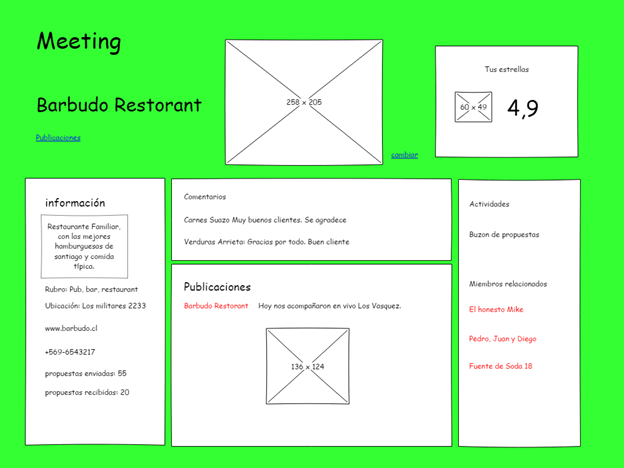 Meeting
Barbudo Restorant
Publicaciones
258 x 205
cambiar
Tus estrellas
60 x 49
4,9
información
Restaurante Familiar,
con las mejores
hamburguesas de
santiago y comida
típica.
Rubro: Pub, bar, restaurant
Ubicación: Los militares 2233
www.barbudo.cl
+569-6543217
propuestas enviadas: 55
propuestas recibidas: 20
Comentarios
Carnes Suazo Muy buenos clientes. Se agradece
Verduras Arrieta: Gracias por todo. Buen cliente
Publicaciones
Barbudo Restorant Hoy nos acompañaron en vivo Los Vasquez.
136 x 124
Actividades
Buzon de propuestas
Miembros relacionados
El honesto Mike
Pedro, Juan y Diego
Fuente de Soda 18